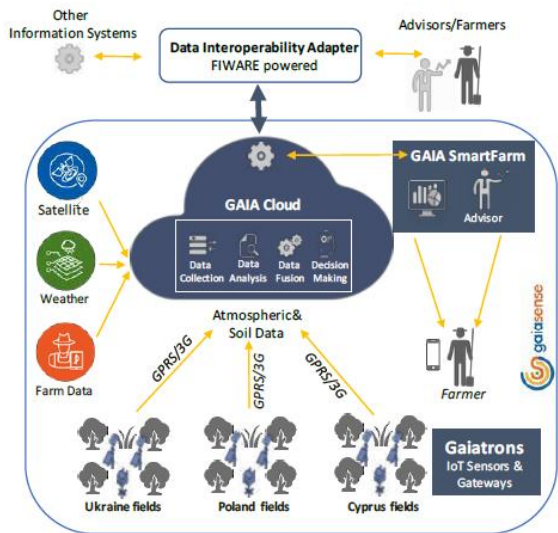 Other
Information Systems
Data Interoperability Adapter
FIWARE powered
Advisors/Farmers
Satellite
Weather
Farm Data
GAIA Cloud
Data
Collection
Data
Analysis
Data
Fusion
Decision
Making
GAIA SmartFarm
Advisor
Atmospheric&
Soil Data
GPRS/3G
GPRS/3G
GPRS/3G
Farmer
gaiasense
Ukraine fields
Poland fields
Cyprus fields
Gaiatrons
IoT Sensors &
Gateways